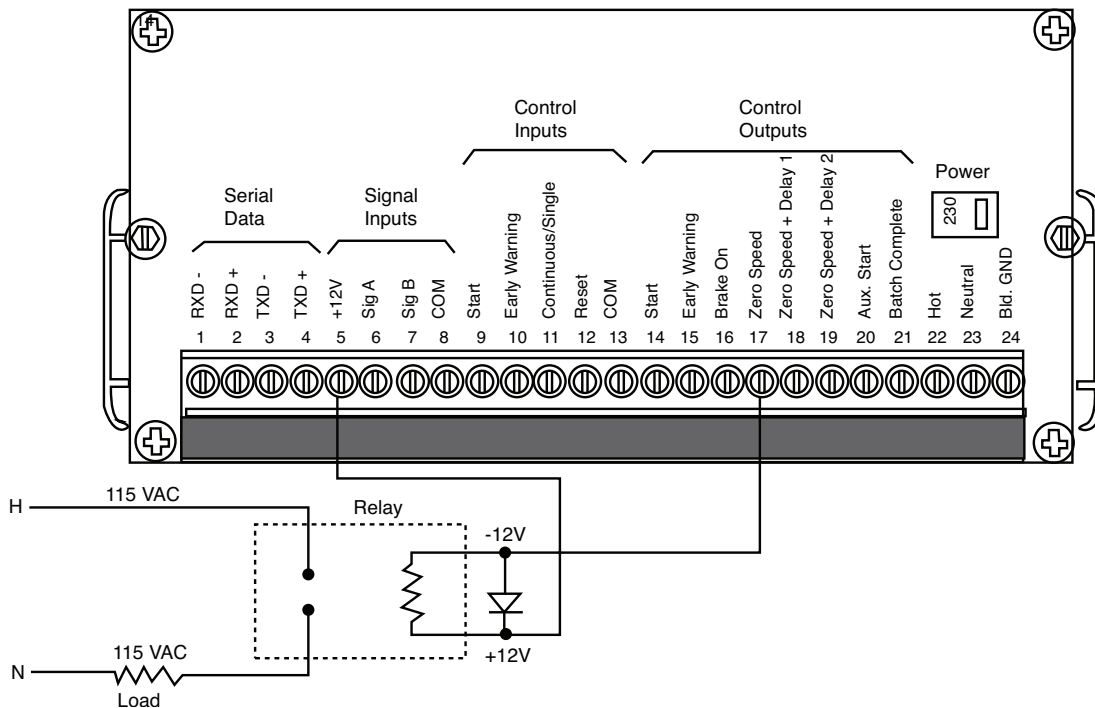 14
Control
Inputs
Control
Outputs
Power
230
Serial
Data
Signal
Inputs
RXD -
RXD +
TXD -
TXD +
+12V
Sig A
Sig B
COM
Start
Early Warning
Continuous/Single
Reset
COM
Start
Early Warning
Brake On
Zero Speed
Zero Speed + Delay 1
Zero Speed + Delay 2
Aux. Start
Batch Complete
Hot
Neutral
Bld. GND
1 2 3 4 5 6 7 8 9 10 11 12 13 14 15 16 17 18 19 20 21 22 23 24
H
115 VAC
Relay
-12V
+12V
N
115 VAC
Load